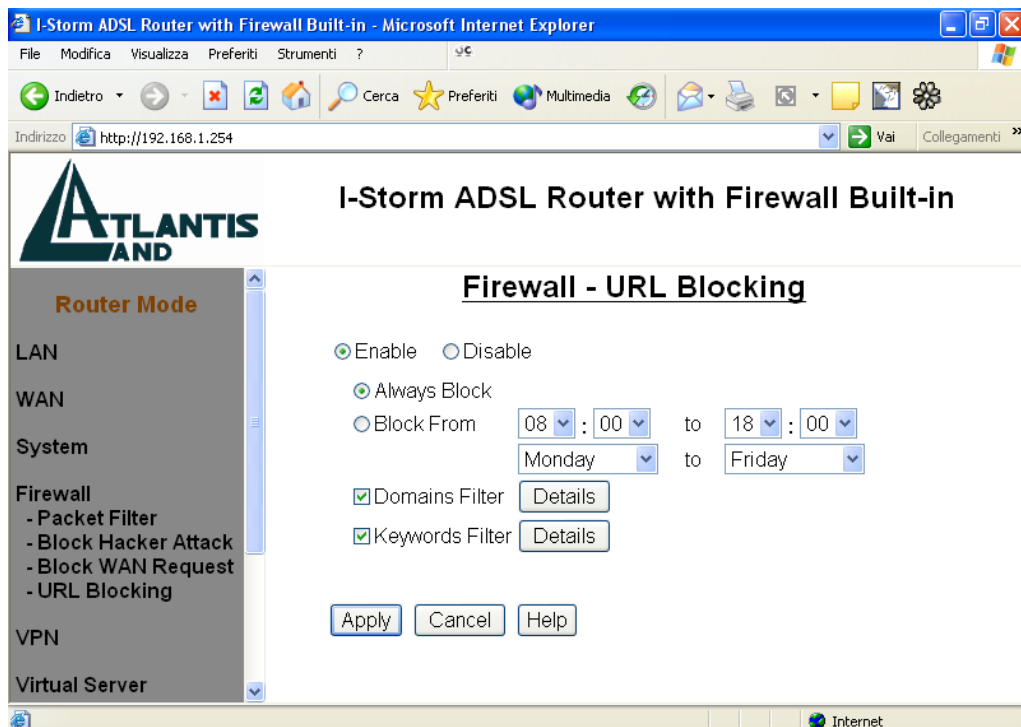 I-Storm ADSL Router with Firewall Built-in - Microsoft Internet Explorer
File Modifica Visualizza Preferiti Strumenti ?
Indietro Cerca Preferiti Multimedia
Indirizzo http://192.168.1.254 Vai Collegamenti »
ATLANTIS
LAND
I-Storm ADSL Router with Firewall Built-in
Router Mode
LAN
WAN
System
Firewall
- Packet Filter
- Block Hacker Attack
- Block WAN Request
- URL Blocking
VPN
Virtual Server
Firewall - URL Blocking
Enable Disable
Always Block
Block From 08 : 00 to 18 : 00
Monday to Friday
Domains Filter Details
Keywords Filter Details
Apply Cancel Help
Internet